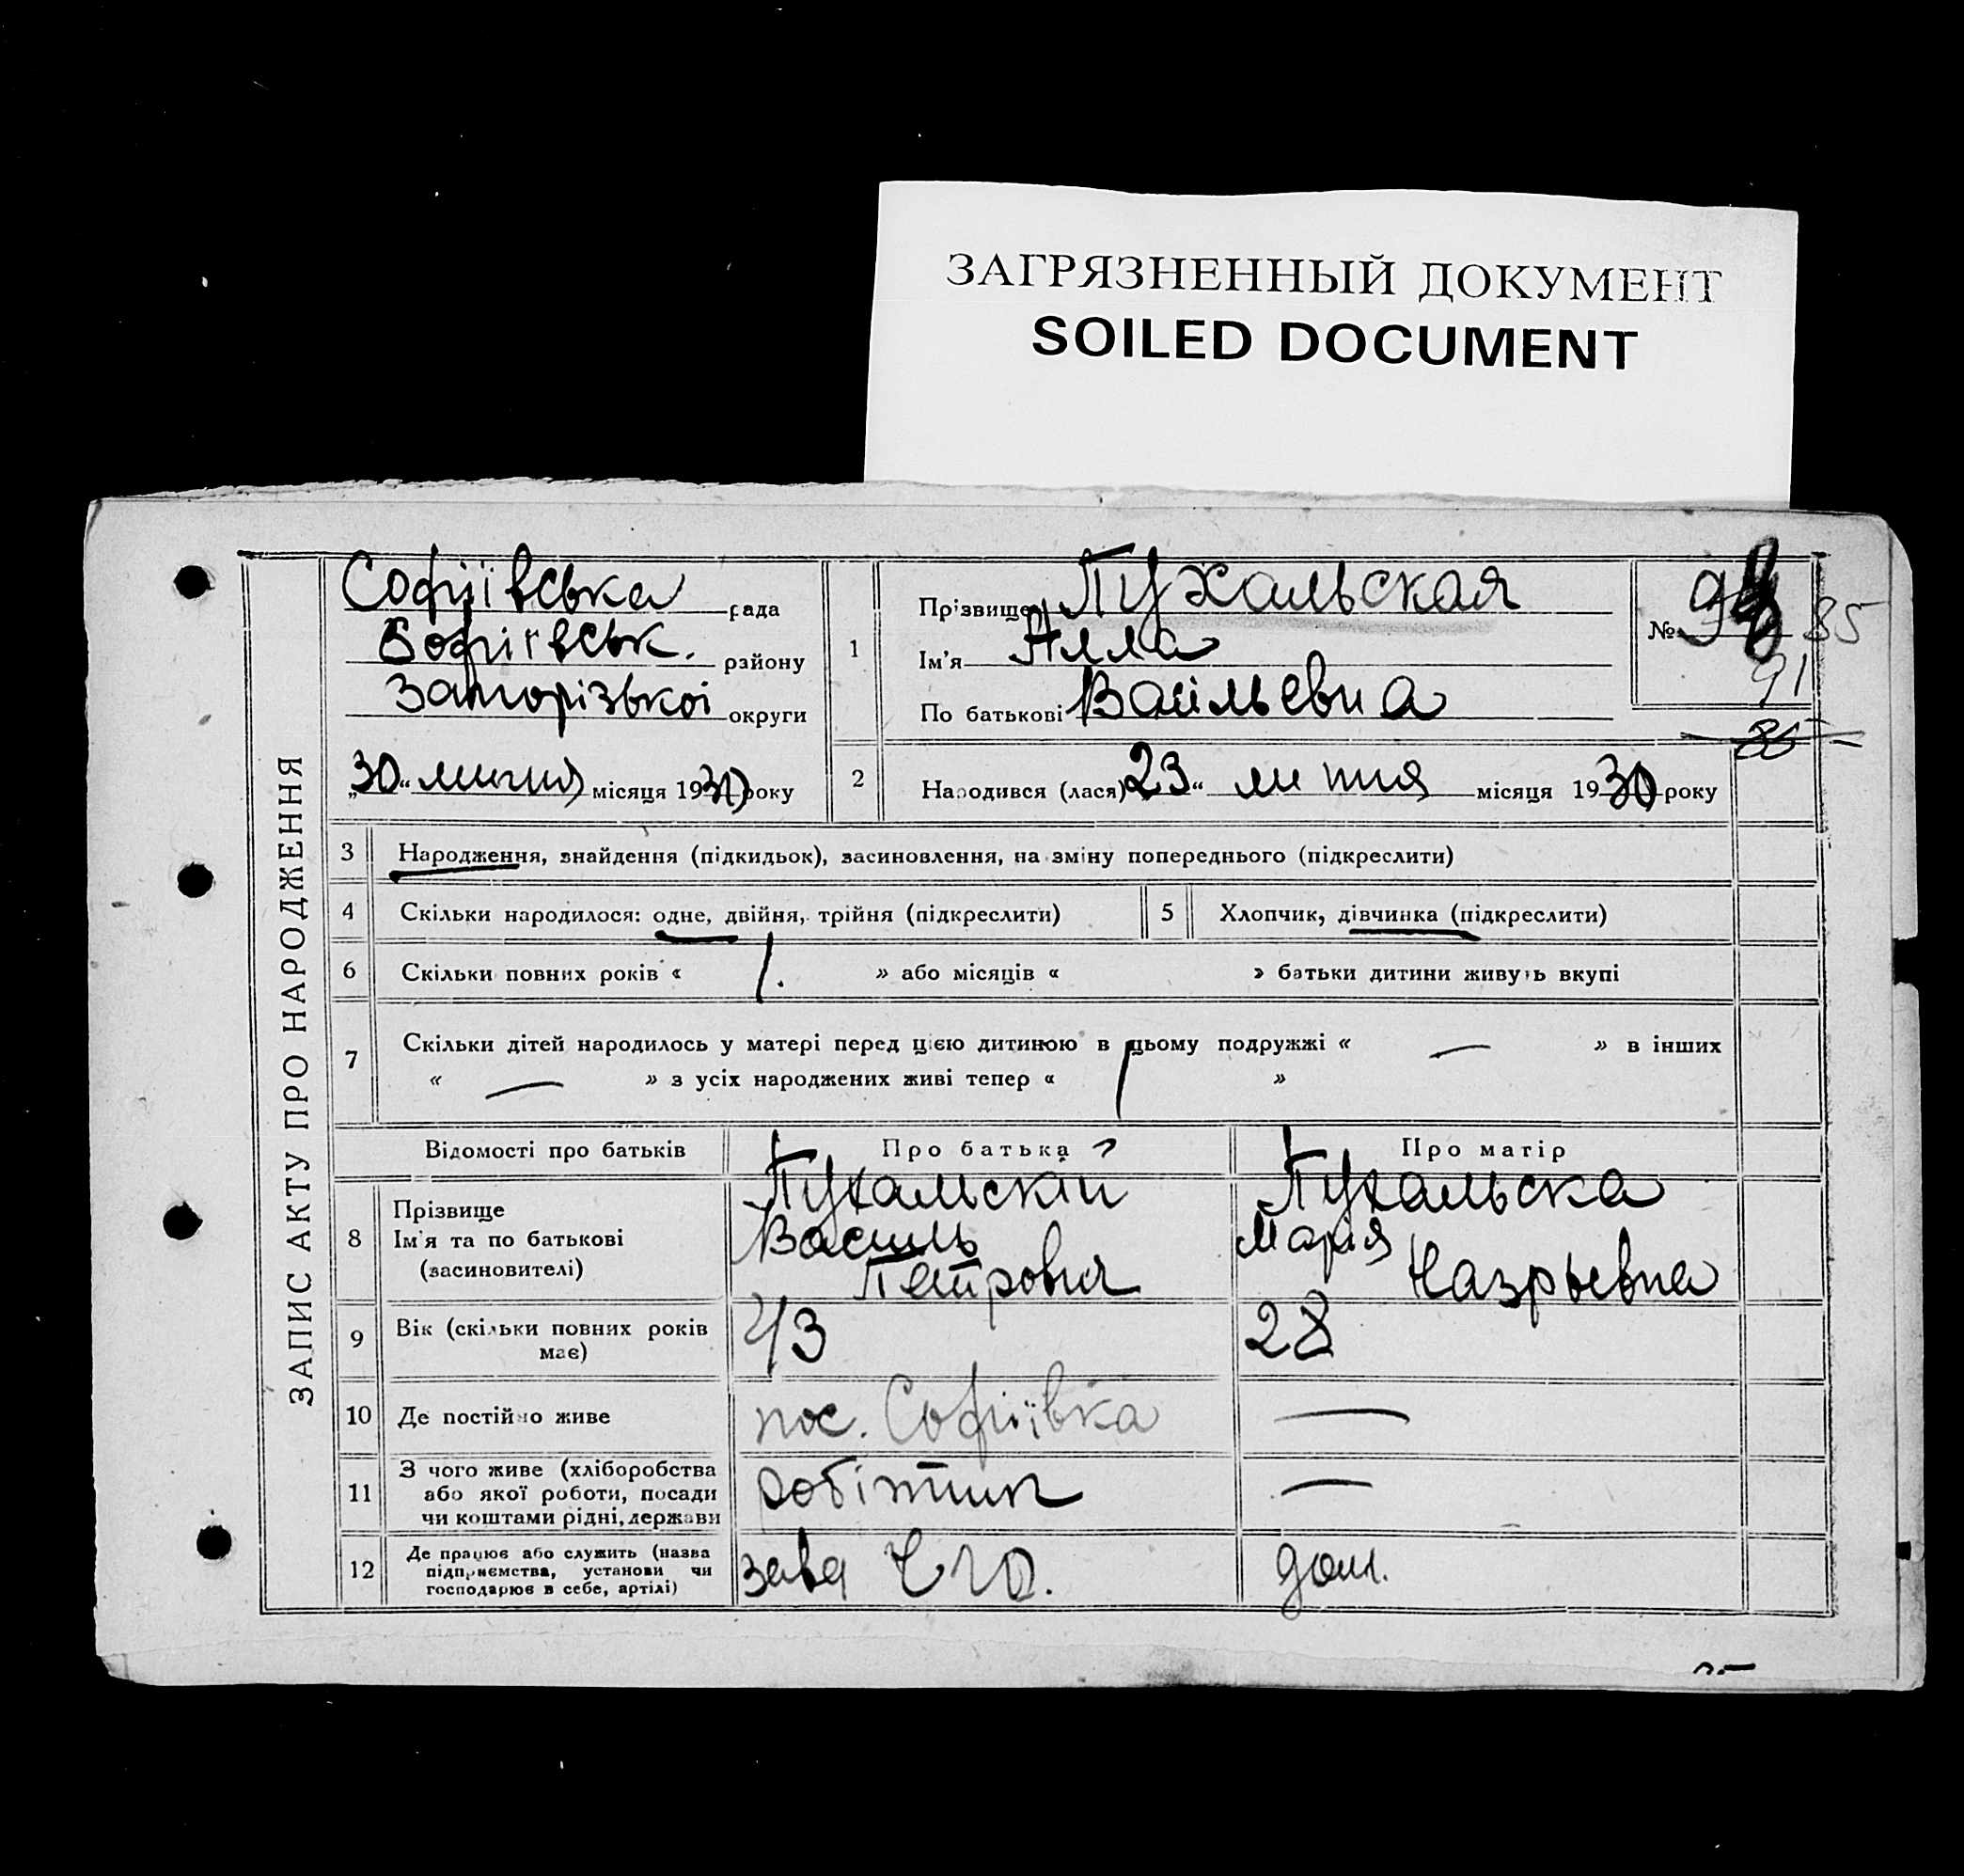 ЗАГРЯЗНЕННЫЙ ДОКУМЕНТ
SOILED DOCUMENT
ЗАПИС АКТУ ПРО НАРОДЖЕННЯ
Софіївська рада
Софіївськ. району
Запорізькоі округи
„30“ липня місяця 1930 року
1
Прізвище Пухальская
Ім'я Алла
По батькові Васільевна
№
85
91
2
Народився (лася) 23“ липня місяця 1930 року
3 Народження, знайдення (підкидьок), засиновлення, на зміну попереднього (підкреслити)
4 Скільки народилося: одне, двійня, трійня (підкреслити)
5 Хлопчик, дівчинка (підкреслити)
6 Скільки повних років « 1. » або місяців « » батьки дитини живуть вкупі
7 Скільки дітей народилось у матері перед цією дитиною в цьому подружжі « — » в інших
« — » з усіх народжених живі тепер « »
Відомості про батьків Про батька Про матір
8 Прізвище
Ім'я та по батькові
(засиновителі)
Пухальскій
Василь
Петрович
Пухальска
Марія
9 Вік (скільки повних років має) 43 28
10 Де постійно живе пос. Софіївка —
11 З чого живе (хліборобства
або якої роботи, посади
чи коштами рідні, держави
робітник —
12 Де працює або служить (назва
підприємства, установи чи
господарює в себе, артілі)
дом.